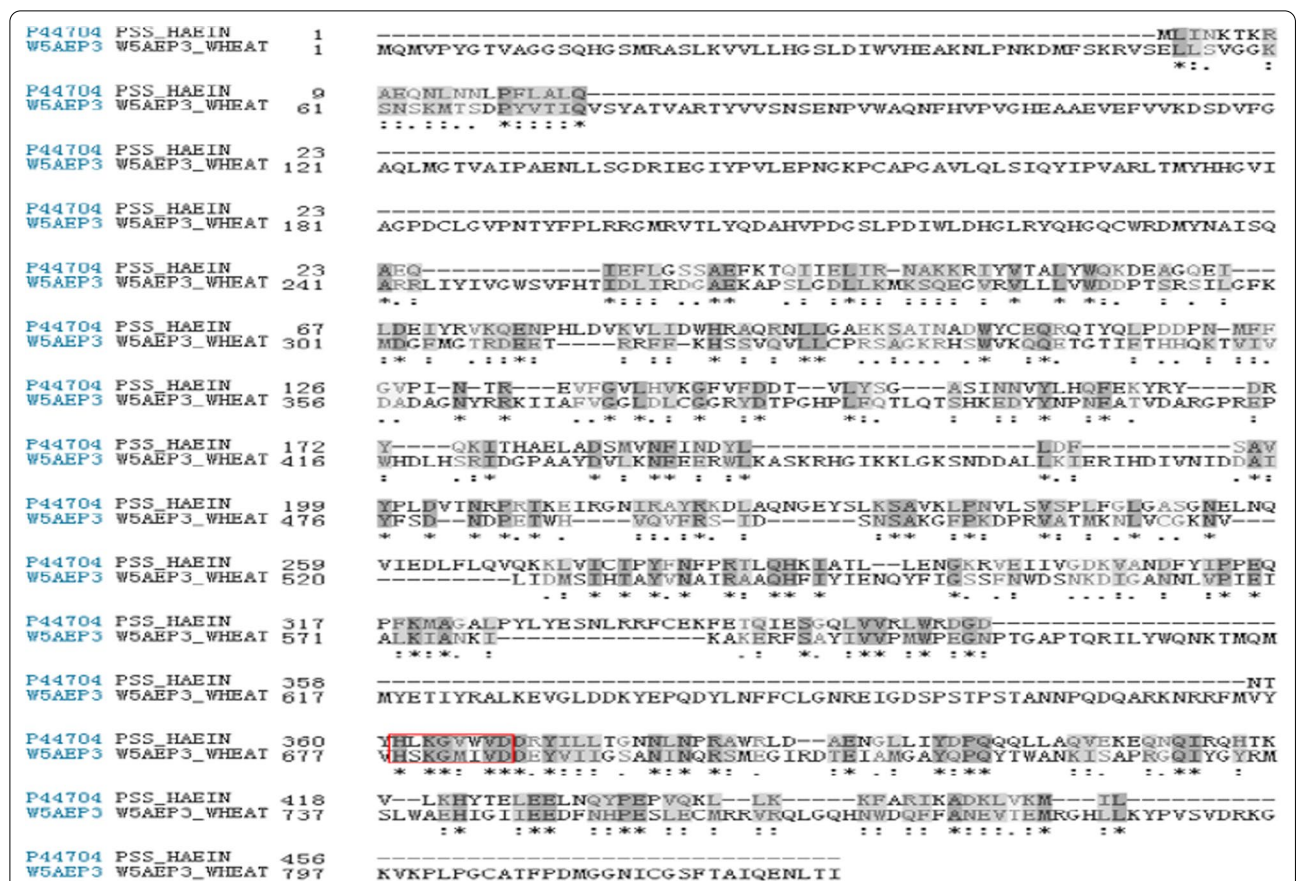 P44704 PSS_HAEIN 1 ----------------------------------------------------MLINKTKR
W5AEP3 W5AEP3_WHEAT 1 MQMVPYGTVAGGSQHGSMRASLKVVLLHGSLDIWVHEAKNLPNKDMFSKRVSELLSVGGK
*:. :
P44704 PSS_HAEIN 9 AEQNLNNLPFLALQ----------------------------------------------
W5AEP3 W5AEP3_WHEAT 61 SNSKMTSDPYVTIQVSYATVARTYVVSNSENPVWAQNFHVPVGHEAAEVEFVVKDSDVFG
::.::.. *::::*
P44704 PSS_HAEIN 23 ------------------------------------------------------------
W5AEP3 W5AEP3_WHEAT 121 AQLMGTVAIPAENLLSGDRIEGIYPVLEPNGKPCAPGAVLQLSIQYIPVARLTMYHHGVI
P44704 PSS_HAEIN 23 ------------------------------------------------------------
W5AEP3 W5AEP3_WHEAT 181 AGPDCLGVPNTYFPLRRGMRVTLYQDAHVPDGSLPDIWLDHGLRYQHGQCWRDMYNAISQ
P44704 PSS_HAEIN 23 AEQ------------IEFLGSSAEFKTQIIELIR-NAKKRIYVTALYWQKDEAGQEI---
W5AEP3 W5AEP3_WHEAT 241 ARRLIYIVGWSVFHTIDLIRDGAEKAPSLGDLLKMKSQEGVRVLLLVWDDPTSRSILGFK
P44704 PSS_HAEIN 67 LDEIYRVKQENPHLDVKVLIDWHRAQRNLLGAEKSATNADWYCEQRQTYQLPDDPN-MFF
W5AEP3 W5AEP3_WHEAT 301 MDGFMGTRDEET----RRFF-KHSSVQVLLCPRSAGKRHSWVKQQETGTIFTHHQKTVIV
P44704 PSS_HAEIN 126 GVPI-N-TR---EVFGVLHVKGFVFDDT--VLYSG---ASINNVYLHQFEKYRY----DR
W5AEP3 W5AEP3_WHEAT 356 DADAGNYRRKIIAFVGGLDLCGGRYDTPGHPLFQTLQTSHKEDYYNPNFATVDARGPREP
P44704 PSS_HAEIN 172 Y----QKITHAELADSMVNFINDYL-------------------LDF----------SAV
W5AEP3 W5AEP3_WHEAT 416 WHDLHSRIDGPAAYDVLKNFEERWLKASKRHGIKKLGKSNDDALLKIERIHDIVNIDDAI
P44704 PSS_HAEIN 199 YPLDVTNRPRTKEIRGNIRAYRKDLAQNGEYSLKSAVKLPNVLSVSPLFGLGASGNELNQ
W5AEP3 W5AEP3_WHEAT 476 YFSD--NDPETWH-----VQVFRS-ID------SNSAKGFPKDPRVATMKNLVCGKNV---
P44704 PSS_HAEIN 259 VIEDLFLQVQKKLVICTPYFNFPRTLQHKIATL--LENGKRVEIIVGDKVANDFYIPPEQ
W5AEP3 W5AEP3_WHEAT 520 ---------LIDMSIHTAYVNAIRAAQHFIYIENQYFIGSSFNWDSNKDIGANNLVPIEI
P44704 PSS_HAEIN 317 PFKMAGALPYLYESNLRRFCEKFETQIESGQLVVRLWRDGD-------------------
W5AEP3 W5AEP3_WHEAT 571 ALKIANKI--------------KAKERFSAYIVVPMWPEGNPTGAPTQRILYWQNKTMQM
P44704 PSS_HAEIN 358 ----------------------------------------------------------NT
W5AEP3 W5AEP3_WHEAT 617 MYETIYRALKEVGLDDKYEPQDYLNFFCLGNREIGDSPSTPSTANNPQDQARKNRRFMVY
P44704 PSS_HAEIN 360 YHLKGVWVDDRYILLTGNNLNPRAWRLD--AENGLLIYDPQQQLLAQVEKEQNQIRQHTK
W5AEP3 W5AEP3_WHEAT 677 VHSKGMIVDDEYVIIGSANINQRSMEGIRDTEIAMGAYQPQYTWANKISAPRGQIYGYRM
P44704 PSS_HAEIN 418 V--LKHYTELEELNQYPEPVQKL--LK-----KFARIKADKLVKM---IL----------
W5AEP3 W5AEP3_WHEAT 737 SLWAEHIGIIEEDFNHPESLECMRRVRQLGQHNWDQFFANEVTEMRGHLLKYPVSVDRKG
P44704 PSS_HAEIN 456 -------------------------------
W5AEP3 W5AEP3_WHEAT 797 KVKPLPGCATFPDMGGNICGSFTAIQENLTI